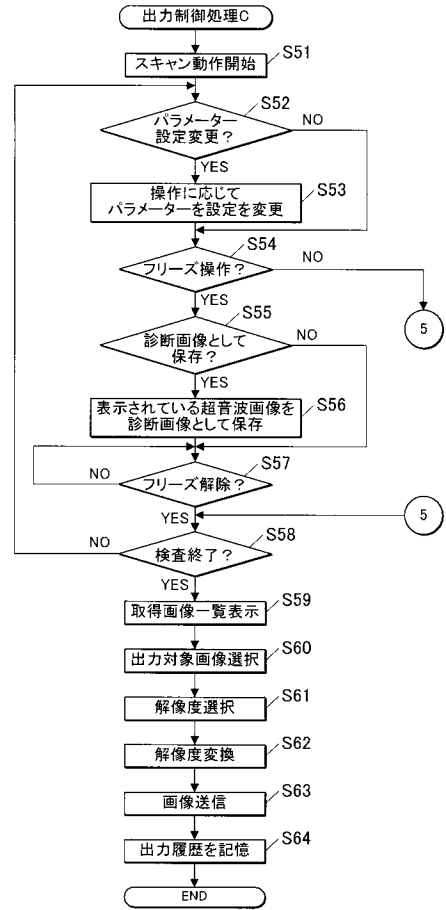 出力制御処理C
S51
スキャン動作開始
S52
パラメーター
設定変更？
NO
YES
S53
操作に応じて
パラメーターを設定を変更
S54
フリーズ操作？
NO
YES
5
S55
診断画像として
保存？
NO
YES
S56
表示されている超音波画像を
診断画像として保存
S57
フリーズ解除？
NO
YES
5
S58
検査終了？
NO
YES
S59
取得画像一覧表示
S60
出力対象画像選択
S61
解像度選択
S62
解像度変換
S63
画像送信
S64
出力履歴を記憶
END